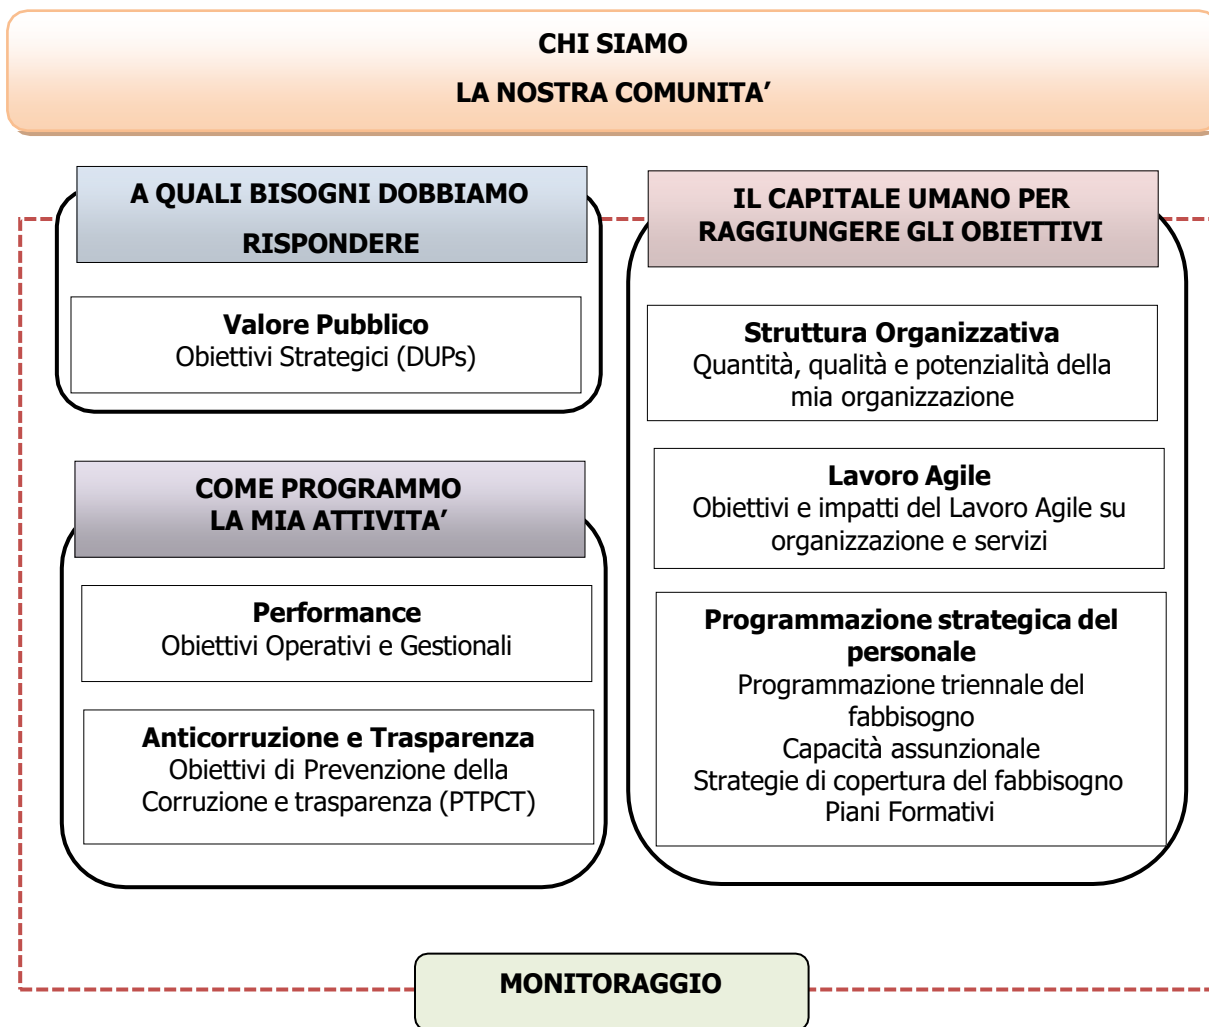 CHI SIAMO
LA NOSTRA COMUNITA’
A QUALI BISOGNI DOBBIAMO
RISPONDERE
Valore Pubblico
Obiettivi Strategici (DUPs)
COME PROGRAMMO
LA MIA ATTIVITA’
Performance
Obiettivi Operativi e Gestionali
Anticorruzione e Trasparenza
Obiettivi di Prevenzione della
Corruzione e trasparenza (PTPCT)
IL CAPITALE UMANO PER
RAGGIUNGERE GLI OBIETTIVI
Struttura Organizzativa
Quantità, qualità e potenzialità della
mia organizzazione
Lavoro Agile
Obiettivi e impatti del Lavoro Agile su
organizzazione e servizi
Programmazione strategica del
personale
Programmazione triennale del
fabbisogno
Capacità assunzionale
Strategie di copertura del fabbisogno
Piani Formativi
MONITORAGGIO